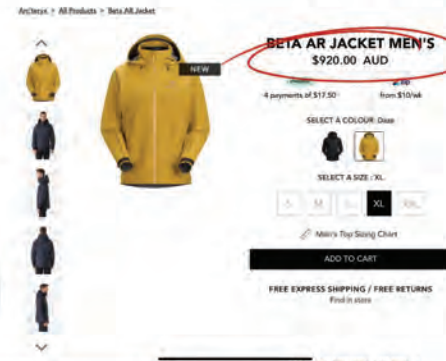 Arc'teryx > All Products > Beta AR Jacket
NEW
BETA AR JACKET MEN'S
$920.00 AUD
4 payments of $17.50
from $10/wk
SELECT A COLOUR:
SELECT A SIZE : XL
S M XL XXL
Men's Top Sizing Chart
ADD TO CART
FREE EXPRESS SHIPPING / FREE RETURNS
Find in store